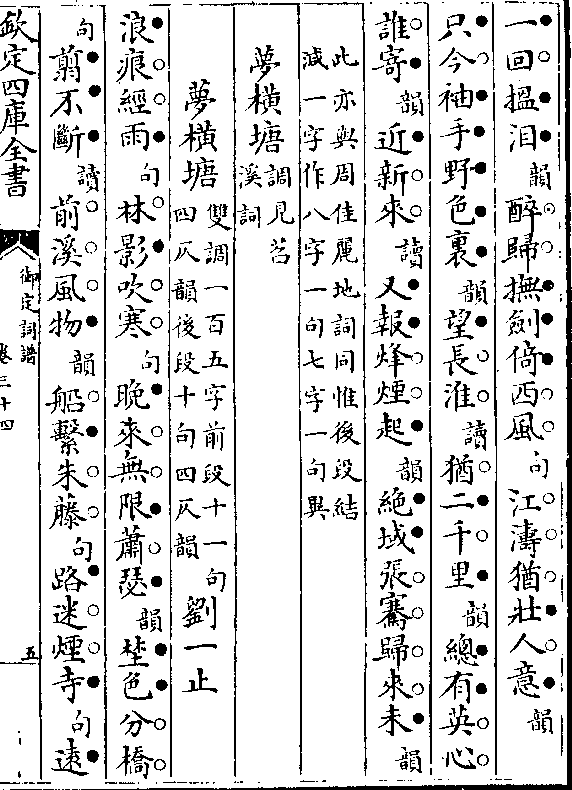 一回搵泪韻醉歸撫劍倚西風句江濤猶壯人意韻
只今袖手野色裏韻望長淮讀猶二千里韻總有英心
誰寄韻近新來讀又報烽煙起韻絶域張騫歸來未韻
此亦與周佳麗地詞同惟後段結
減一字作八字一句七字一句異
夢橫塘
調見苕
溪詞
夢橫塘
雙調一百五字前段十一句
四仄韻後段十句四仄韻
劉一止
浪痕經雨句林影吹寒句晚來無限蕭瑟韻埜色分橋
句翦不斷讀前溪風物韻船繫朱藤句路迷煙寺句遠
欽定四庫全書
御定詞譜
卷三十四
五